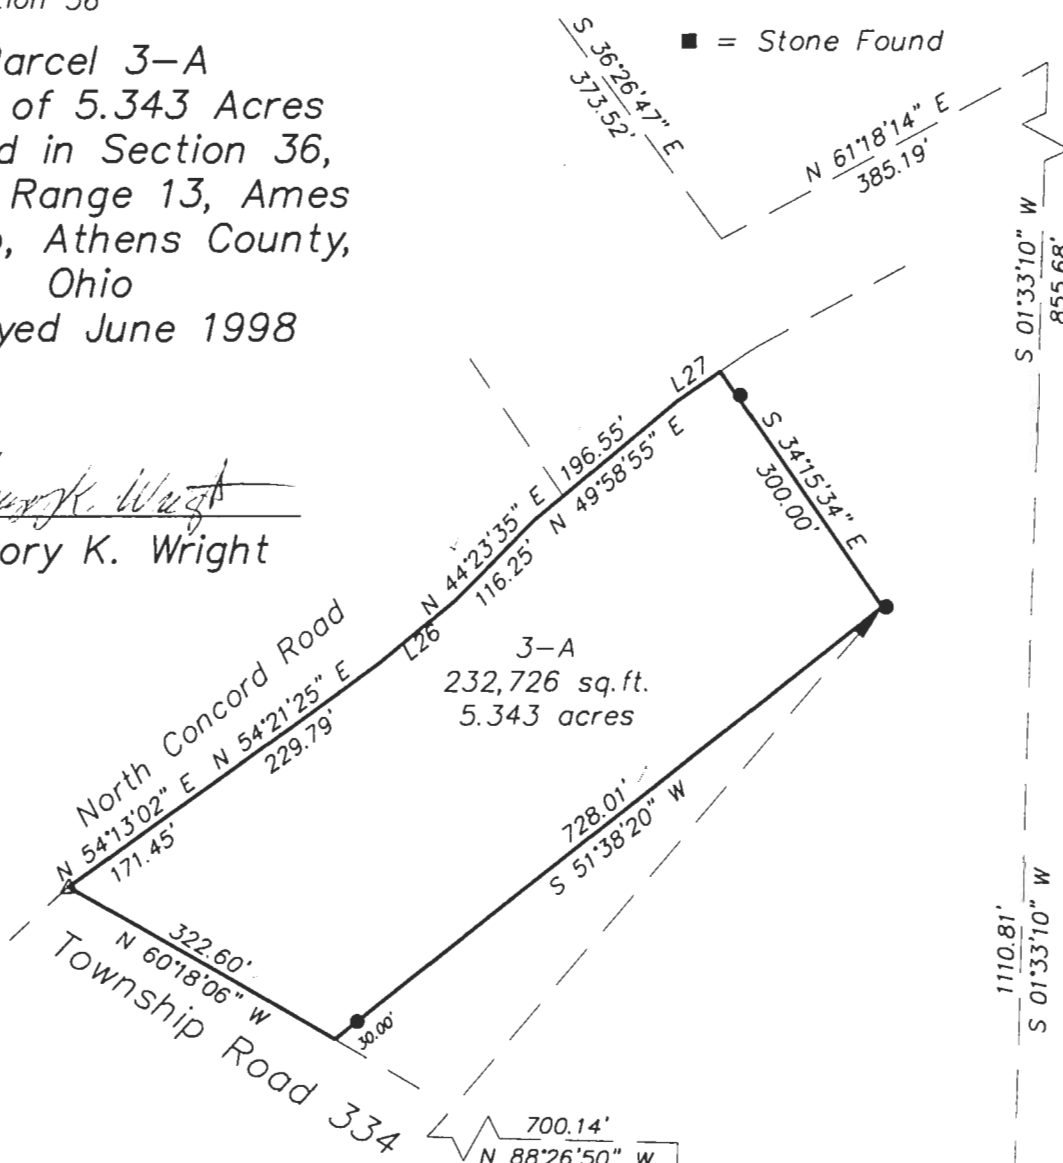 36
Parcel 3-A
of 5.343 Acres
in Section 36,
Range 13, Ames
Athens County,
Ohio
June 1998
K. Wright
K. Wright
■ = Stone Found
S 36°26'47" E
373.52'
N 61°18'14" E
385.19'
S 01°33'10" W
855.68'
L27
196.55'
N 49°58'55" E
S 34°15'34" E
300.00'
N 44°23'35" E
116.25'
L26
North Concord Road
N 54°21'25" E
229.79'
N 54°13'02" E
171.45'
3-A
232,726 sq.ft.
5.343 acres
728.01'
S 51°38'20" W
322.60'
N 60°18'06" W
Township Road 334
30.00'
1110.81'
S 01°33'10" W
700.14'
N 88°26'50" W